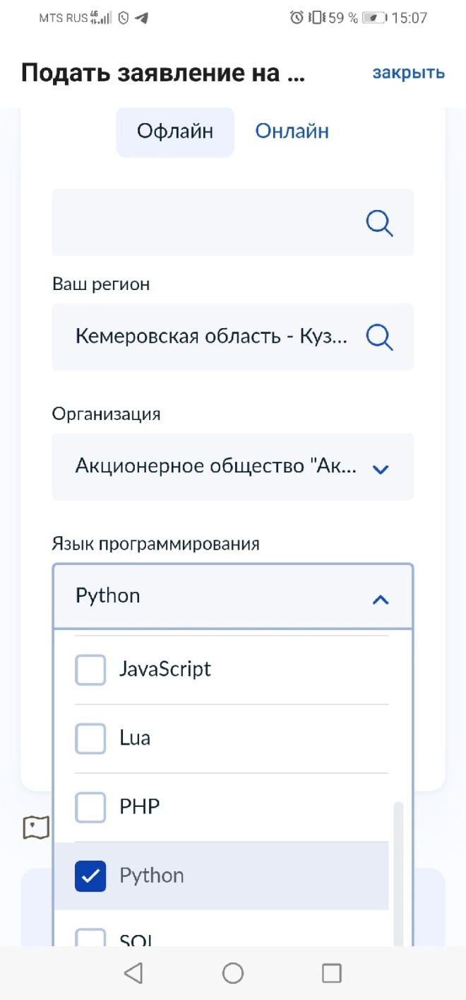 MTS RUS 4G 59 % 15:07
Подать заявление на ...
закрыть
Офлайн
Онлайн
Ваш регион
Кемеровская область - Куз...
Организация
Акционерное общество "Ак...
Язык программирования
Python
JavaScript
Lua
PHP
Python
SQL